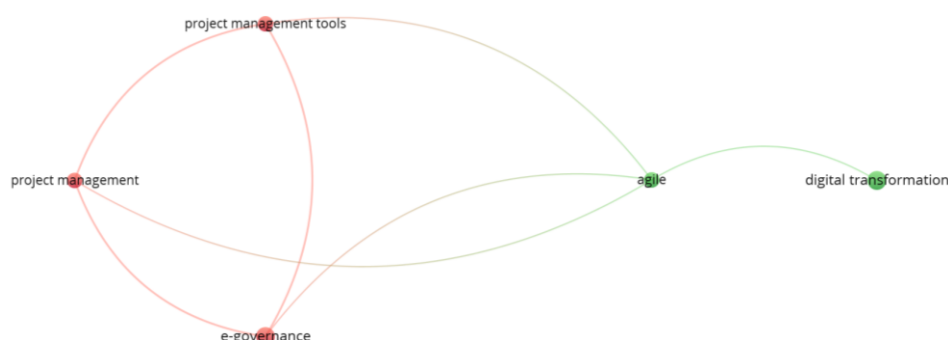 project management tools
project management
agile
digital transformation
e-governance